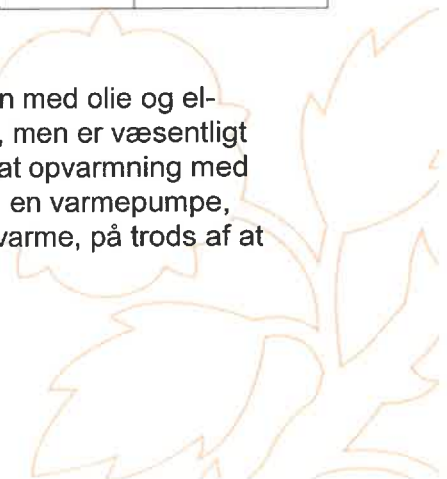 n med olie og el-
, men er væsentligt
at opvarmning med
en varmepumpe,
varme, på trods af at